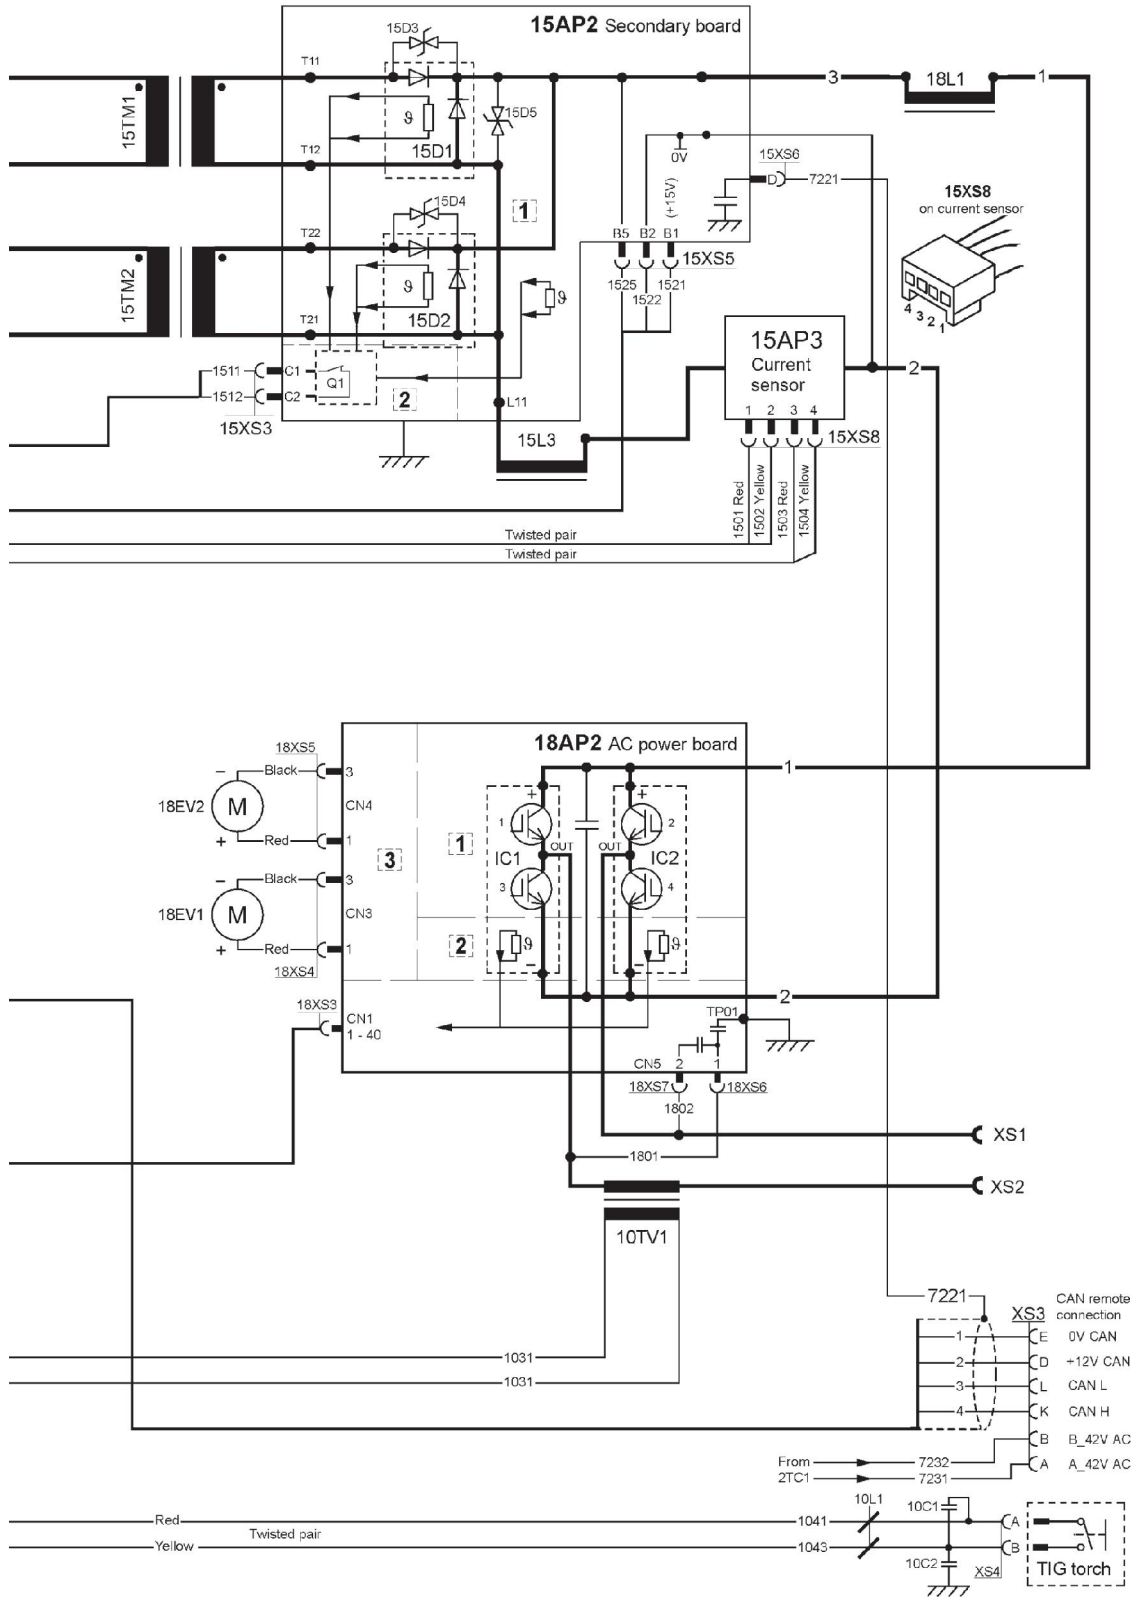 15AP2 Secondary board
15D3
T11
3
18L1
1
15TM1
ϑ
15D5
15D1
T12
0V
15XS6
D
7221
(+15V)
15XS8
on current sensor
15D4
1
T22
B5 B2 B1
15XS5
15TM2
ϑ
ϑ
1525
1522
1521
15D2
T21
4 3 2 1
15AP3
Current
sensor
2
1511
C1
Q1
1512
C2
2
L11
15XS3
1 2 3 4
15L3
15XS8
1501 Red
1502 Yellow
1503 Red
1504 Yellow
Twisted pair
Twisted pair
18AP2 AC power board
18XS5
Black
3
1
18EV2
M
CN4
Red
1
+
−
1
+
+
2
OUT
OUT
IC1
IC2
3
1
3
4
Black
3
18EV1
M
CN3
Red
1
+
−
18XS4
2
ϑ
ϑ
−
−
2
18XS3
CN1
1 - 40
TP01
CN5 2 1
18XS7
18XS6
1802
XS1
1801
XS2
10TV1
7221
XS3
CAN remote
connection
1
E
0V CAN
2
D
+12V CAN
3
L
CAN L
4
K
CAN H
1031
1031
B
B_42V AC
From
7232
A
A_42V AC
2TC1
7231
10L1
10C1
Red
1041
A
Twisted pair
Yellow
1043
B
10C2
XS4
TIG torch